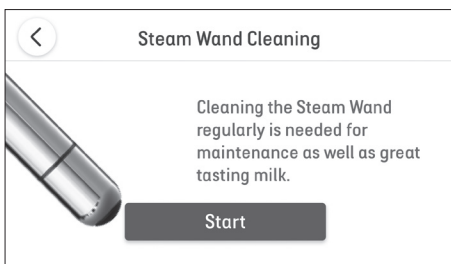 Steam Wand Cleaning
Cleaning the Steam Wand
regularly is needed for
maintenance as well as great
tasting milk.
Start